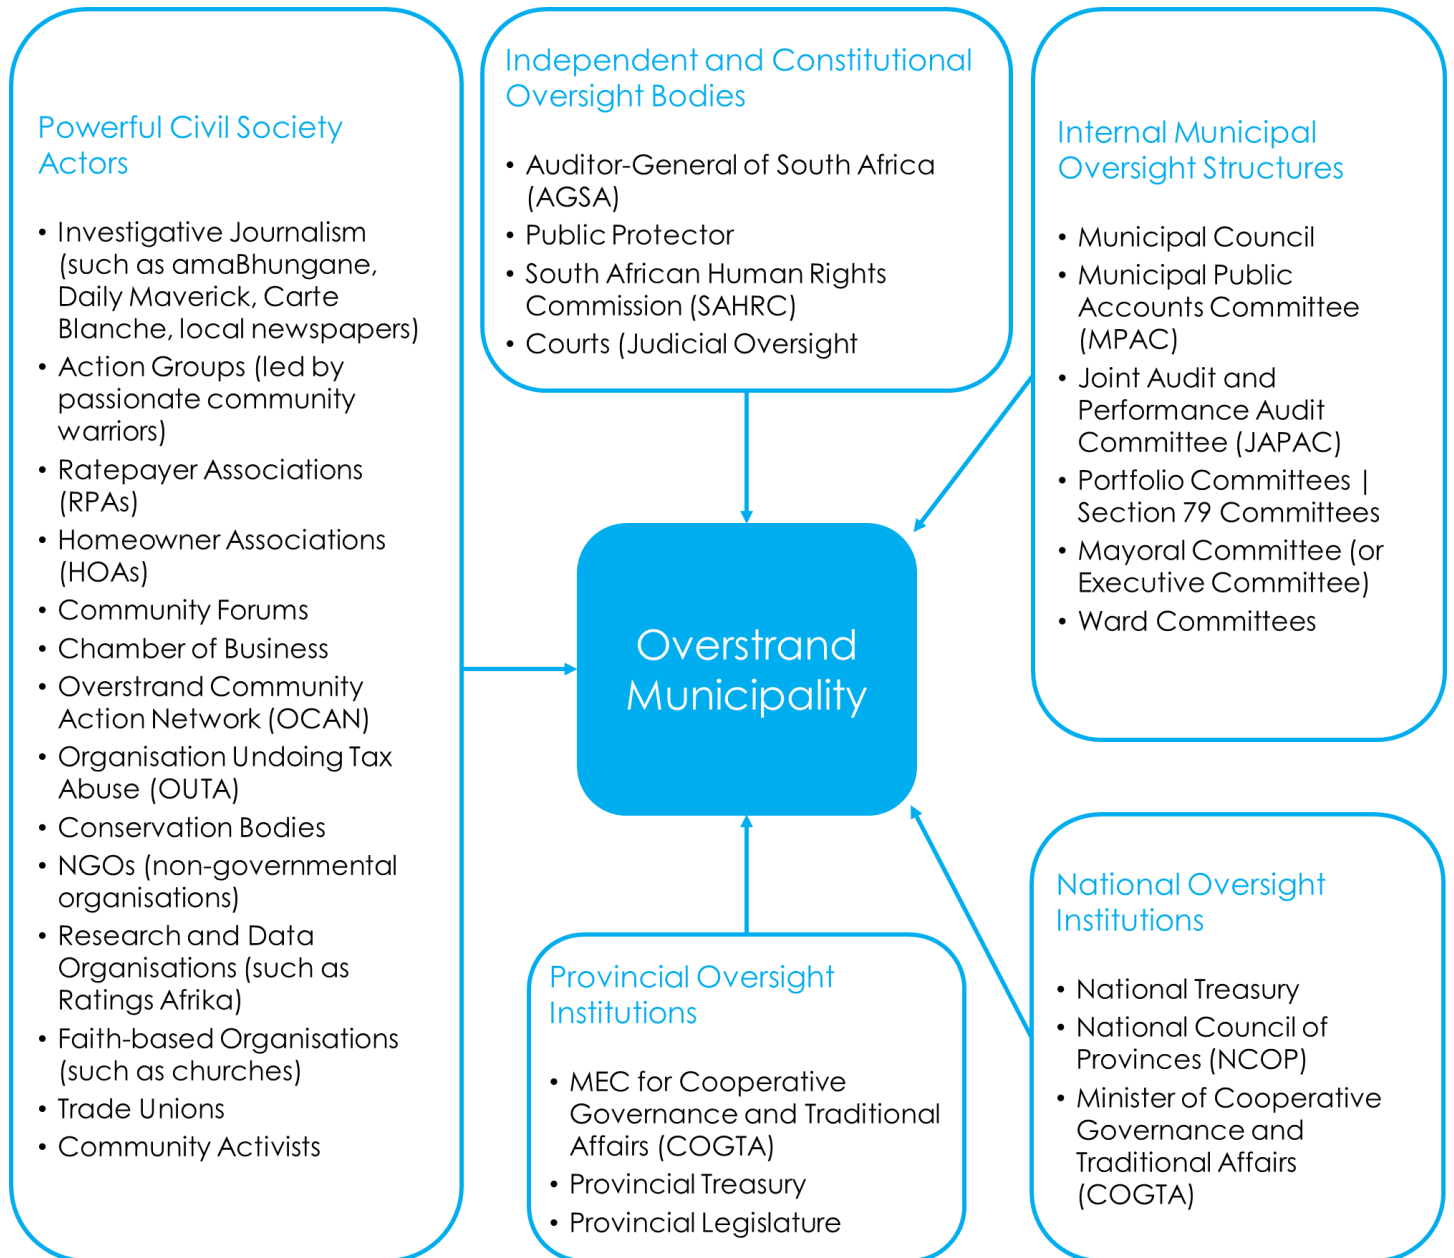 Powerful Civil Society
Actors
• Investigative Journalism
(such as amaBhungane,
Daily Maverick, Carte
Blanche, local newspapers)
• Action Groups (led by
passionate community
warriors)
• Ratepayer Associations
(RPAs)
• Homeowner Associations
(HOAs)
• Community Forums
• Chamber of Business
• Overstrand Community
Action Network (OCAN)
• Organisation Undoing Tax
Abuse (OUTA)
• Conservation Bodies
• NGOs (non-governmental
organisations)
• Research and Data
Organisations (such as
Ratings Afrika)
• Faith-based Organisations
(such as churches)
• Trade Unions
• Community Activists
Independent and Constitutional
Oversight Bodies
• Auditor-General of South Africa
(AGSA)
• Public Protector
• South African Human Rights
Commission (SAHRC)
• Courts (Judicial Oversight
Internal Municipal
Oversight Structures
• Municipal Council
• Municipal Public
Accounts Committee
(MPAC)
• Joint Audit and
Performance Audit
Committee (JAPAC)
• Portfolio Committees |
Section 79 Committees
• Mayoral Committee (or
Executive Committee)
• Ward Committees
Overstrand
Municipality
Provincial Oversight
Institutions
• MEC for Cooperative
Governance and Traditional
Affairs (COGTA)
• Provincial Treasury
• Provincial Legislature
National Oversight
Institutions
• National Treasury
• National Council of
Provinces (NCOP)
• Minister of Cooperative
Governance and
Traditional Affairs
(COGTA)